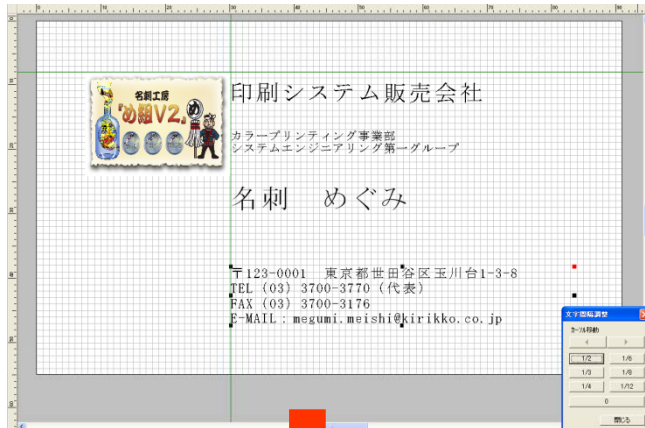 名刺工房
『め組V2』
め
印刷システム販売会社
カラープリンティング事業部
システムエンジニアリング第一グループ
名刺　めぐみ
〒123-0001　東京都世田谷区玉川台1-3-8
TEL (03) 3700-3770 (代表)
FAX (03) 3700-3176
E-MAIL : megumi.meishi@kirikko.co.jp
文字間隔調整
カーソル移動
1/2 1/6
1/3 1/8
1/4 1/12
0
閉じる